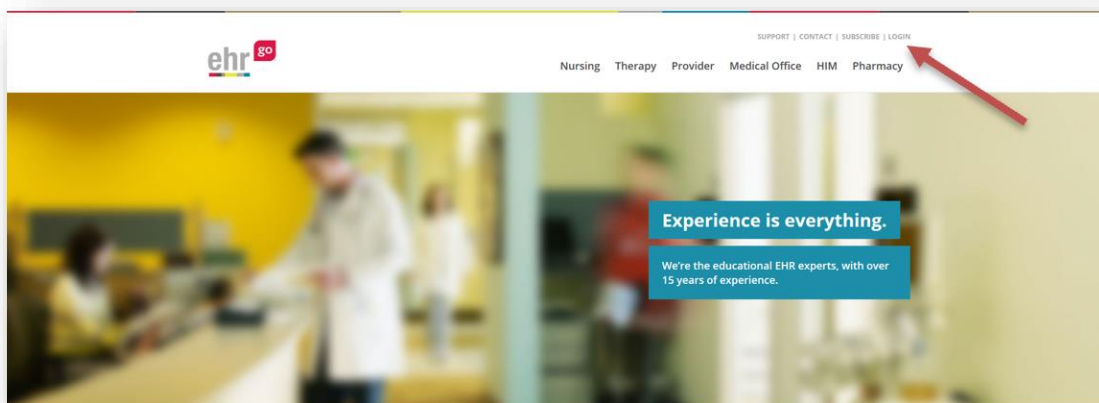 SUPPORT | CONTACT | SUBSCRIBE | LOGIN
ehr go
Nursing Therapy Provider Medical Office HIM Pharmacy
Experience is everything.
We're the educational EHR experts, with over
15 years of experience.